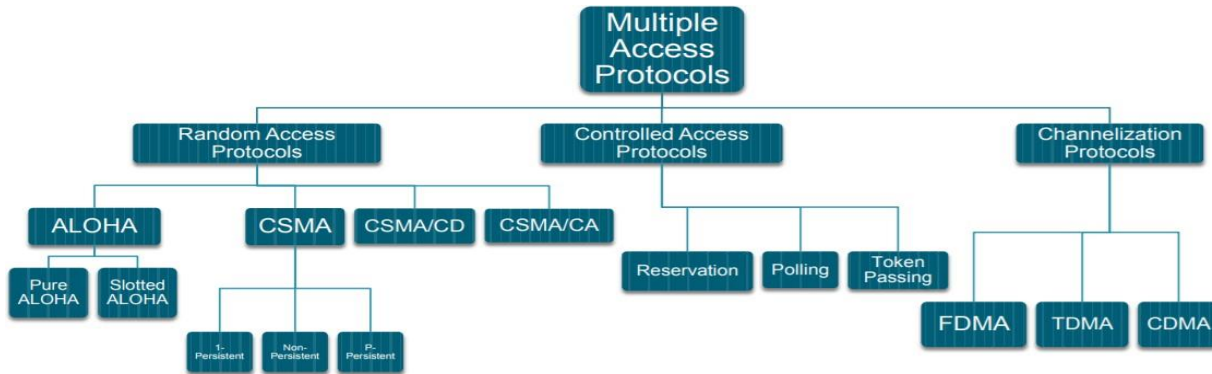 Multiple
Access
Protocols
Random Access
Protocols
Controlled Access
Protocols
Channelization
Protocols
ALOHA
CSMA
CSMA/CD
CSMA/CA
Reservation
Polling
Token
Passing
Pure
ALOHA
Slotted
ALOHA
FDMA
TDMA
CDMA
1-
Persistent
Non-
Persistent
P-
Persistent